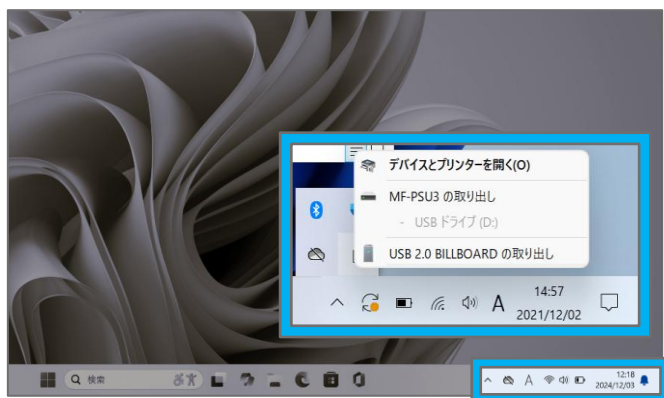 デバイスとプリンターを開く(O)
MF-PSU3 の取り出し
- USB ドライブ (D:)
USB 2.0 BILLBOARD の取り出し
A
14:57
2021/12/02
検索
A
12:18
2024/12/03